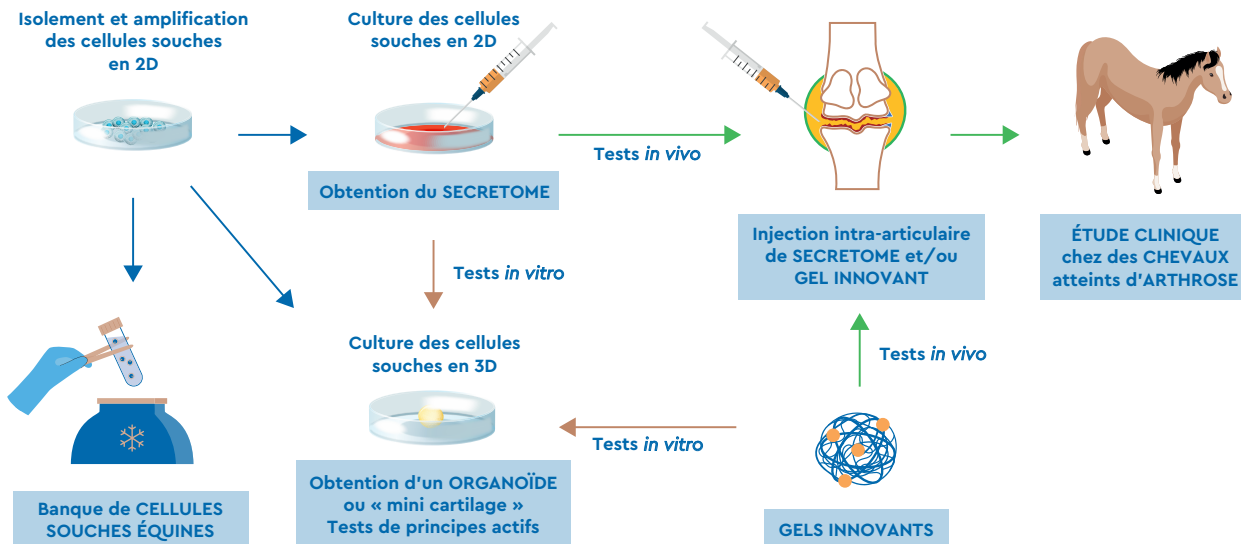 Isolement et amplification
des cellules souches
en 2D
Culture des cellules
souches en 2D
Tests in vivo
Obtention du SECRETOME
Injection intra-articulaire
de SECRETOME et/ou
GEL INNOVANT
ÉTUDE CLINIQUE
chez des CHEVAUX
atteints d'ARTHROSE
Tests in vitro
Culture des cellules
souches en 3D
Tests in vivo
Tests in vitro
Banque de CELLULES
SOUCHES ÉQUINES
Obtention d'un ORGANOÏDE
ou « mini cartilage »
Tests de principes actifs
GELS INNOVANTS